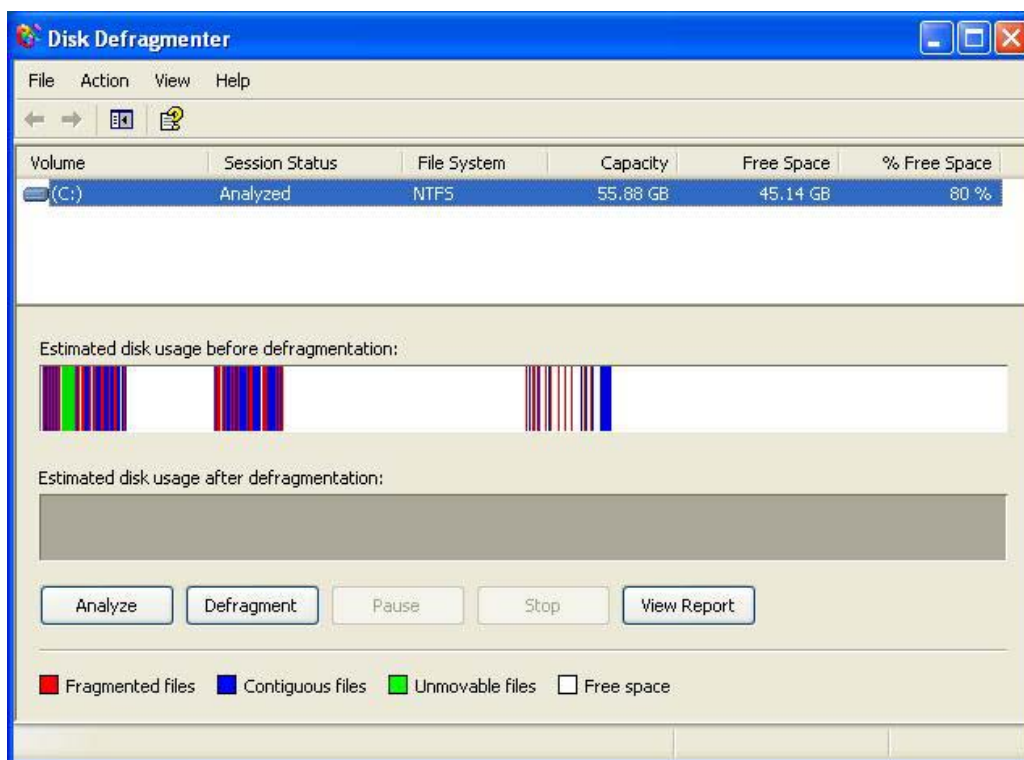 Disk Defragmenter
File Action View Help
Volume Session Status File System Capacity Free Space % Free Space
(C:) Analyzed NTFS 55.88 GB 45.14 GB 80 %
Estimated disk usage before defragmentation:
Estimated disk usage after defragmentation:
Analyze Defragment Pause Stop View Report
Fragmented files Contiguous files Unmovable files Free space